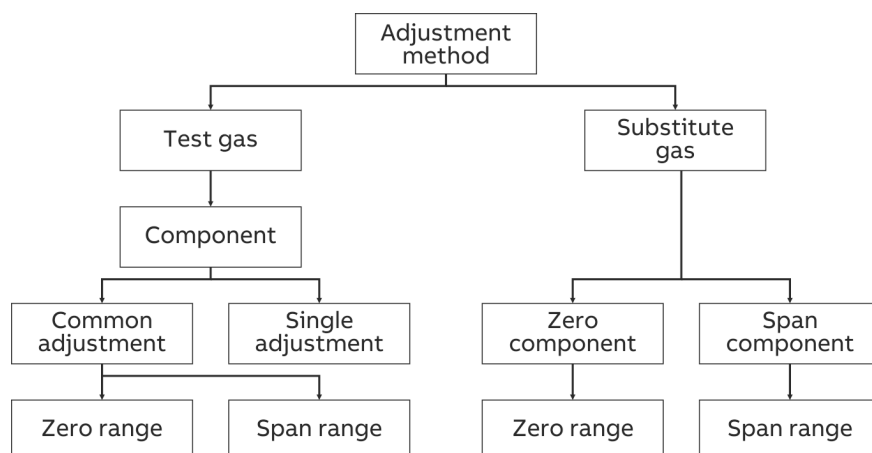 Adjustment
method
Test gas
Substitute
gas
Component
Common
adjustment
Single
adjustment
Zero
component
Span
component
Zero range
Span range
Zero range
Span range